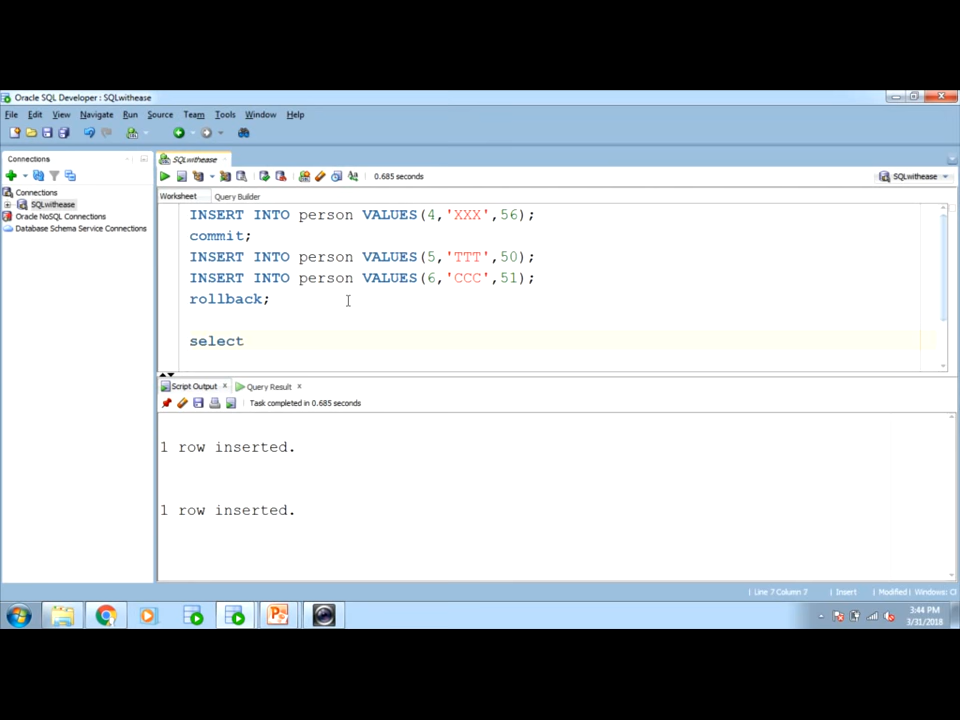 Oracle SQL Developer : SQLwithease
File Edit View Navigate Run Source Team Tools Window Help
Connections
SQLwithease
0.685 seconds
SQLwithease
Connections
SQLwithease
Oracle NoSQL Connections
Database Schema Service Connections
Worksheet Query Builder
INSERT INTO person VALUES(4,'XXX',56);
commit;
INSERT INTO person VALUES(5,'TTT',50);
INSERT INTO person VALUES(6,'CCC',51);
rollback;
select
Script Output Query Result
Task completed in 0.685 seconds
1 row inserted.
1 row inserted.
Line 7 Column 7 Insert Modified Windows:
3:44 PM
3/31/2018